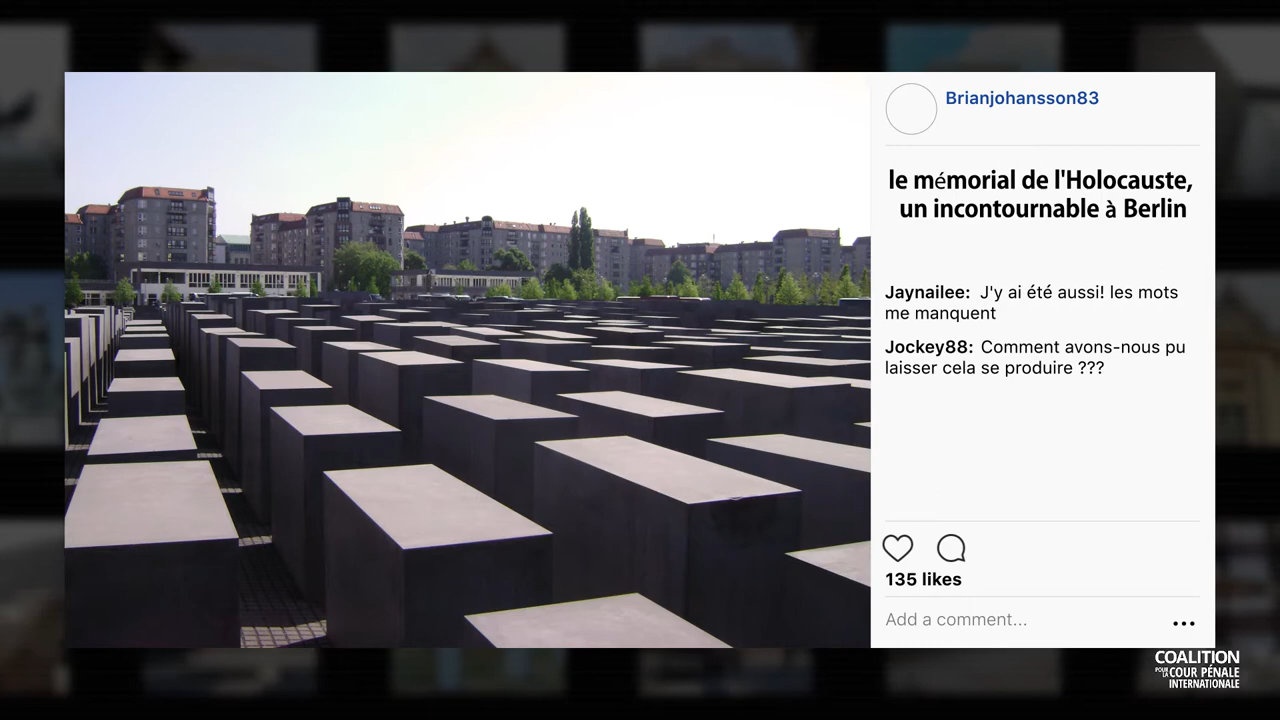 Brianjohansson83
le mémorial de l'Holocauste,
un incontournable à Berlin
Jaynailee: J'y ai été aussi! les mots
me manquent
Jockey88: Comment avons-nous pu
laisser cela se produire ???
135 likes
Add a comment...
COALITION
POUR LA COUR PÉNALE
INTERNATIONALE